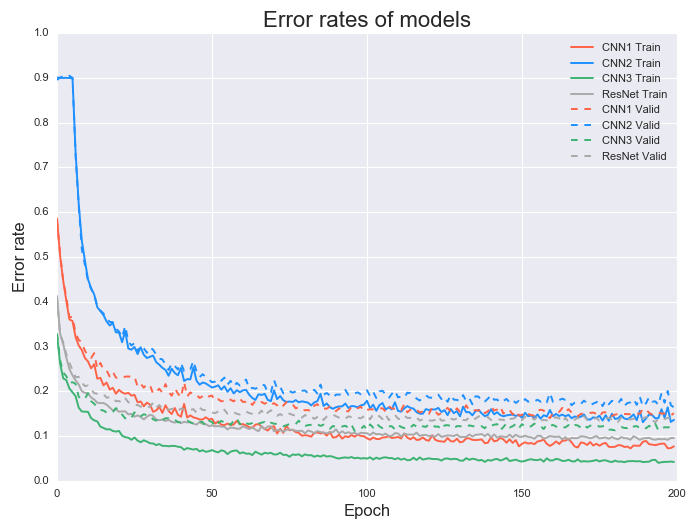 Error rates of models
1.0
0.9
0.8
0.7
0.6
0.5
0.4
0.3
0.2
0.1
0.0
Error rate
CNN1 Train
CNN2 Train
CNN3 Train
ResNet Train
CNN1 Valid
CNN2 Valid
CNN3 Valid
ResNet Valid
0 50 100 150 200
Epoch